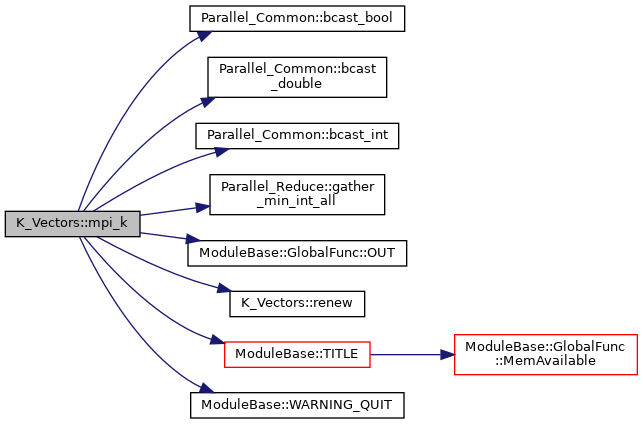 Parallel_Common::bcast_bool
Parallel_Common::bcast
_double
Parallel_Common::bcast_int
Parallel_Reduce::gather
_min_int_all
K_Vectors::mpi_k
ModuleBase::GlobalFunc::OUT
K_Vectors::renew
ModuleBase::TITLE
ModuleBase::GlobalFunc
::MemAvailable
ModuleBase::WARNING_QUIT